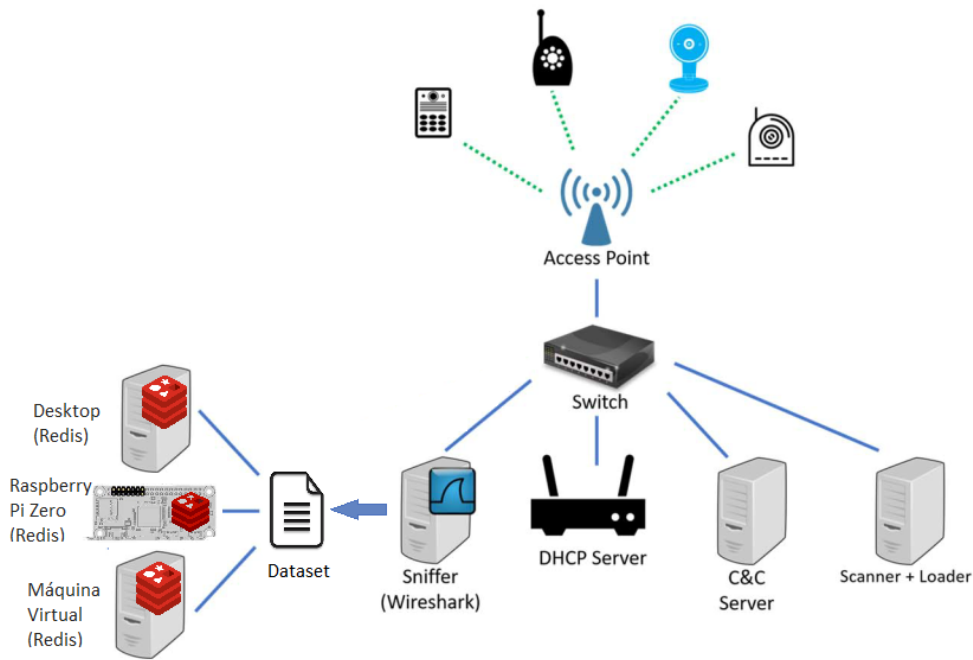 Access Point
Switch
Desktop
(Redis)
Raspberry
Pi Zero
(Redis)
Máquina
Virtual
(Redis)
Dataset
Sniffer
(Wireshark)
DHCP Server
C&C
Server
Scanner + Loader